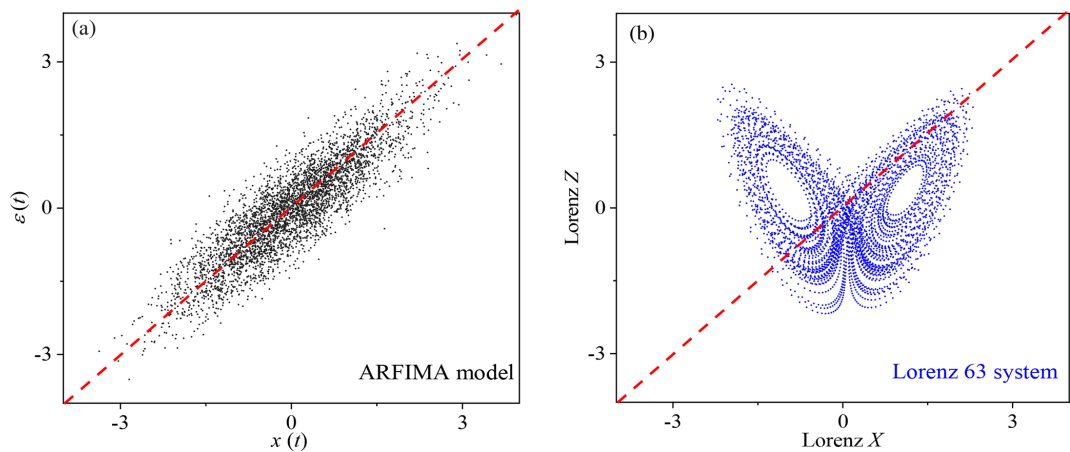 (a)
3
0
-3
ε (t)
ARFIMA model
-3 0 3
x (t)
(b)
3
0
-3
Lorenz Z
Lorenz 63 system
-3 0 3
Lorenz X